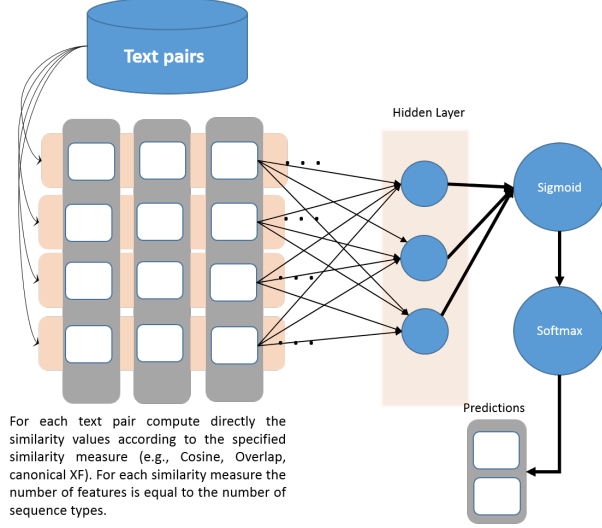 Text pairs
Hidden Layer
Sigmoid
Softmax
Predictions
For each text pair compute directly the
similarity values according to the specified
similarity measure (e.g., Cosine, Overlap,
canonical XF). For each similarity measure the
number of features is equal to the number of
sequence types.